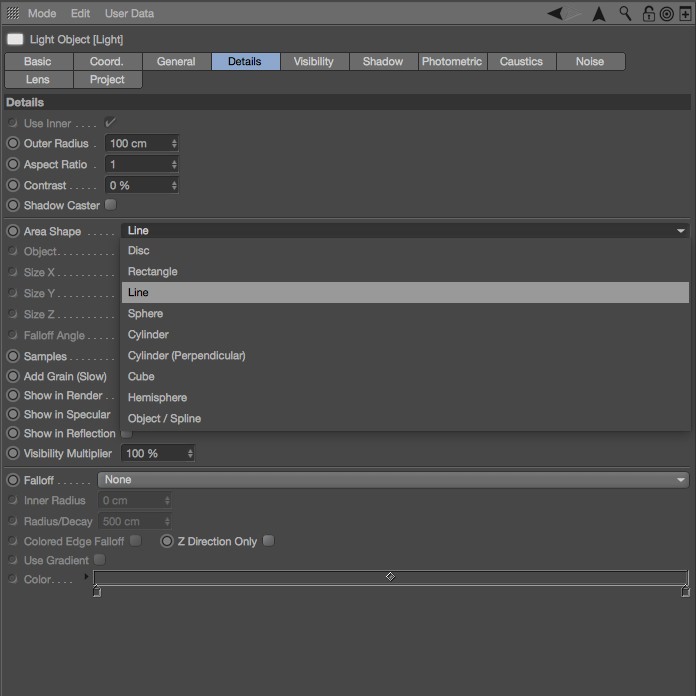 Mode Edit User Data
Light Object [Light]
Basic Coord. General Details Visibility Shadow Photometric Caustics Noise
Lens Project
Details
Use Inner . . . .
Outer Radius . 100 cm
Aspect Ratio . 1
Contrast . . . . . 0 %
Shadow Caster
Area Shape . . . . . Line
Object. . . . . . . . . Disc
Size X . . . . . . . . . Rectangle
Size Y . . . . . . . . . Line
Size Z . . . . . . . . . Sphere
Falloff Angle . . . . . Cylinder
Samples . . . . . . . . Cylinder (Perpendicular)
Add Grain (Slow) Cube
Show in Render . . Hemisphere
Show in Specular Object / Spline
Show in Reflection
Visibility Multiplier 100 %
Falloff . . . . . . None
Inner Radius 0 cm
Radius/Decay 500 cm
Colored Edge Falloff Z Direction Only
Use Gradient
Color. . . .